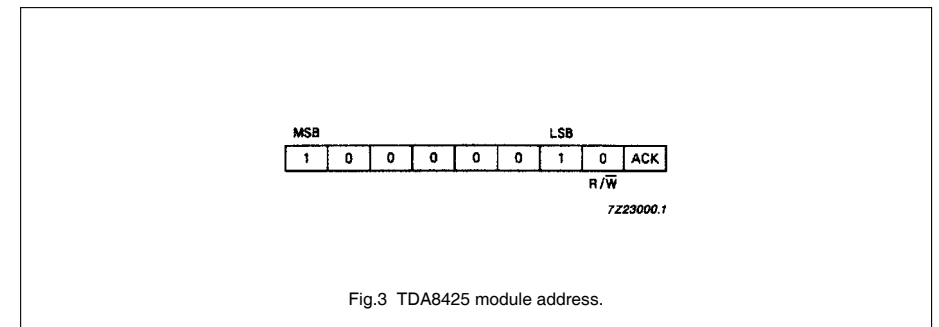 MSB LSB
1 0 0 0 0 0 1 0 ACK
R/W̅
7Z23000.1
Fig.3 TDA8425 module address.